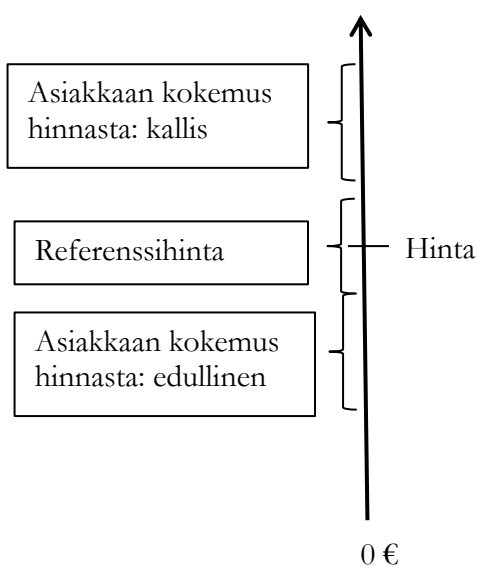 Asiakkaan kokemus
hinnasta: kallis
Referenssihinta
Hinta
Asiakkaan kokemus
hinnasta: edullinen
0 €